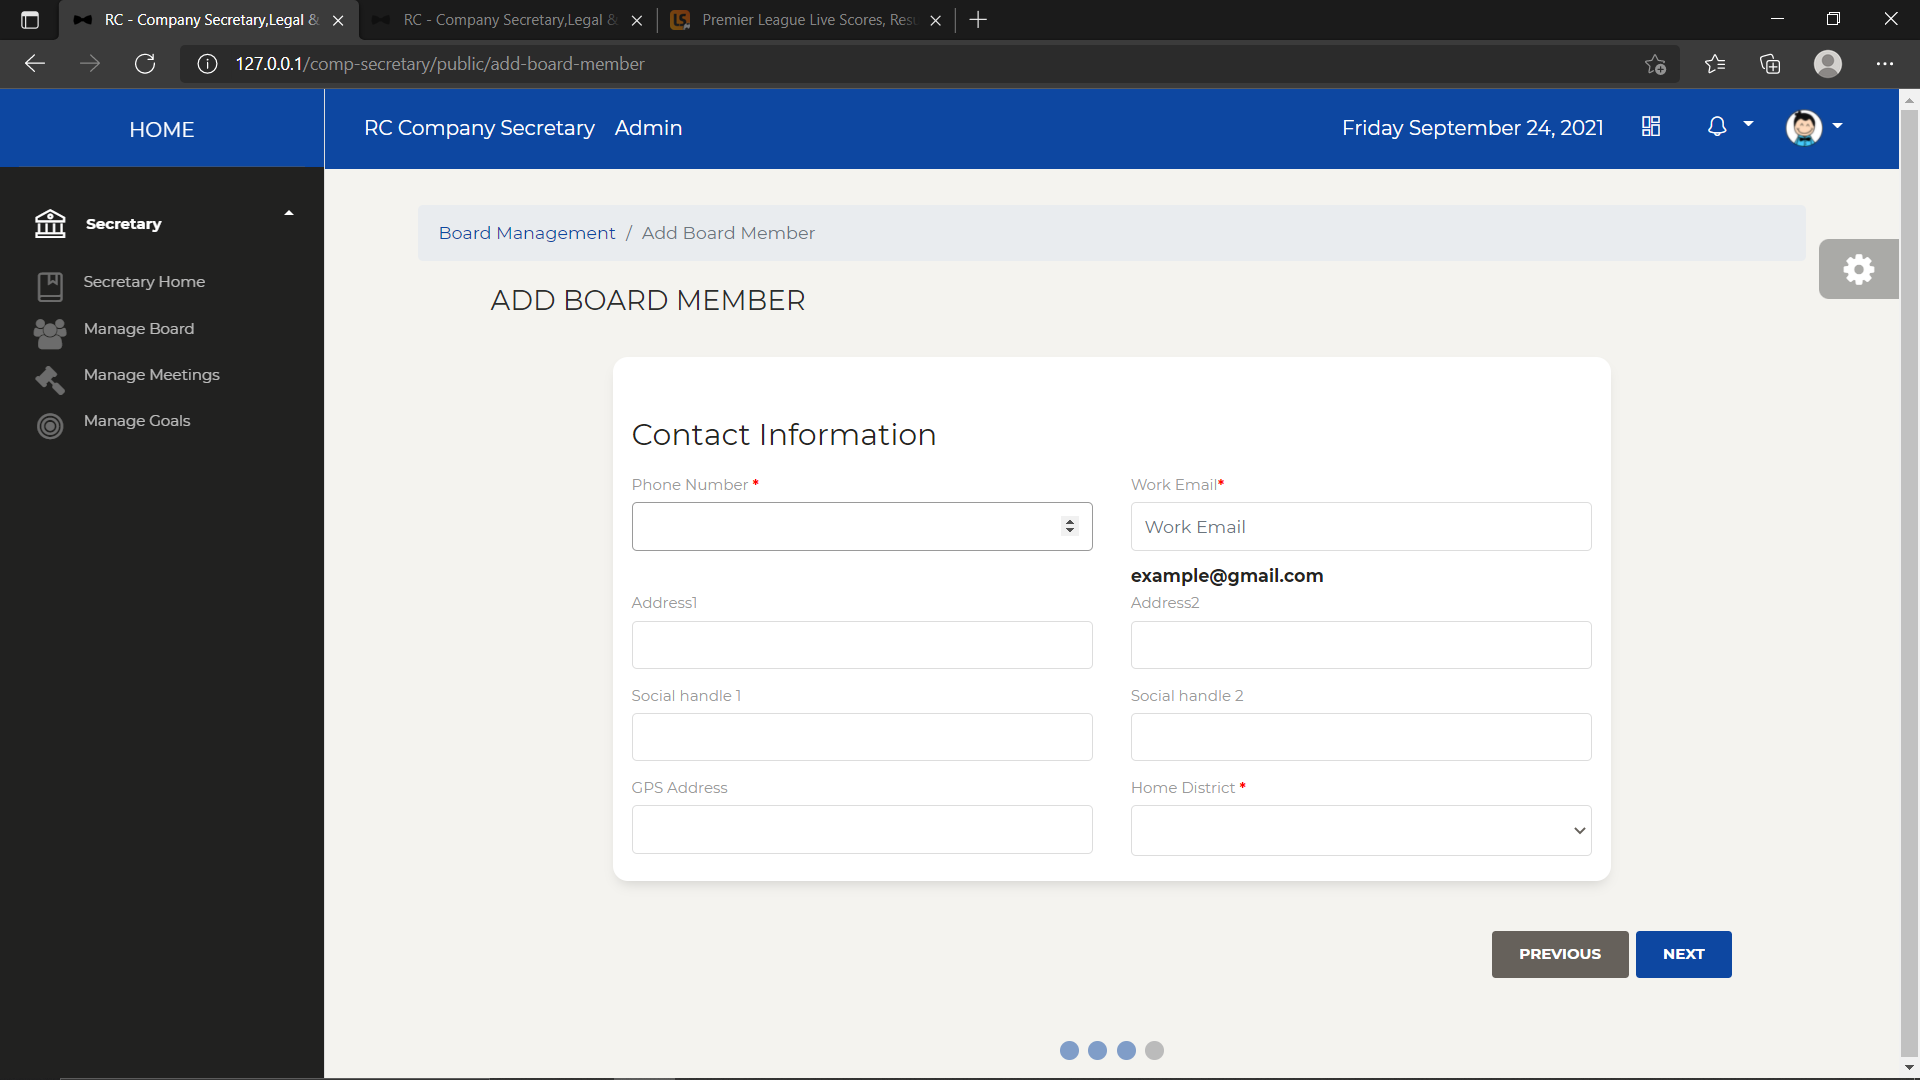 RC - Company Secretary,Legal &
RC - Company Secretary,Legal &
Premier League Live Scores, Resu
127.0.0.1/comp-secretary/public/add-board-member
HOME
RC Company Secretary Admin
Friday September 24, 2021
Secretary
Secretary Home
Manage Board
Manage Meetings
Manage Goals
Board Management / Add Board Member
ADD BOARD MEMBER
Contact Information
Phone Number *
Work Email*
Work Email
example@gmail.com
Address1
Address2
Social handle 1
Social handle 2
GPS Address
Home District *
PREVIOUS
NEXT